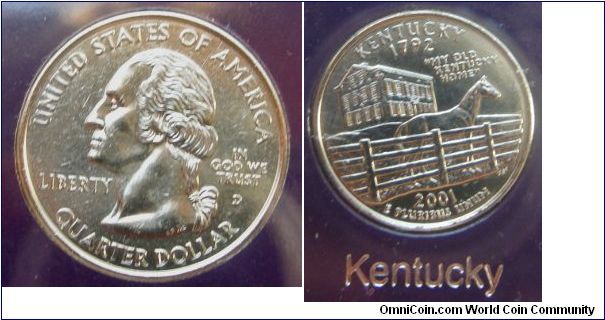 UNITED STATES OF AMERICA
LIBERTY
IN
GOD WE
TRUST
D
QUARTER DOLLAR
KENTUCKY
1792
"MY OLD
KENTUCKY
HOME"
2001
E PLURIBUS UNUM
Kentucky
OmniCoin.com World Coin Community